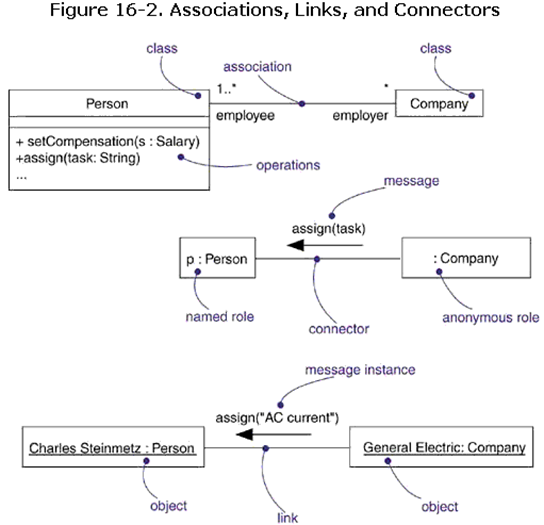 Figure 16-2. Associations, Links, and Connectors
class
class
association
1..*
*
Person
Company
employee
employer
+ setCompensation(s : Salary)
+assign(task: String)
...
operations
message
assign(task)
p : Person
: Company
named role
connector
anonymous role
message instance
assign("AC current")
Charles Steinmetz : Person
General Electric: Company
object
link
object